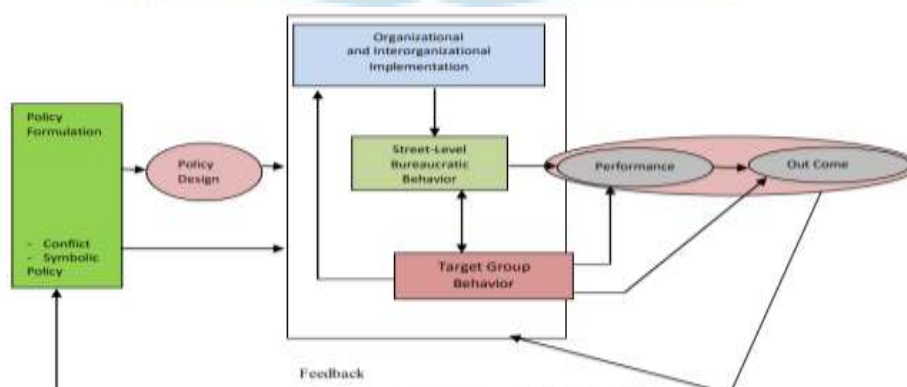 Organizational
and Interorganizational
Implementation
Policy
Formulation
- Conflict
- Symbolic
Policy
Policy
Design
Street-Level
Bureaucratic
Behavior
Performance
Out Come
Target Group
Behavior
Feedback